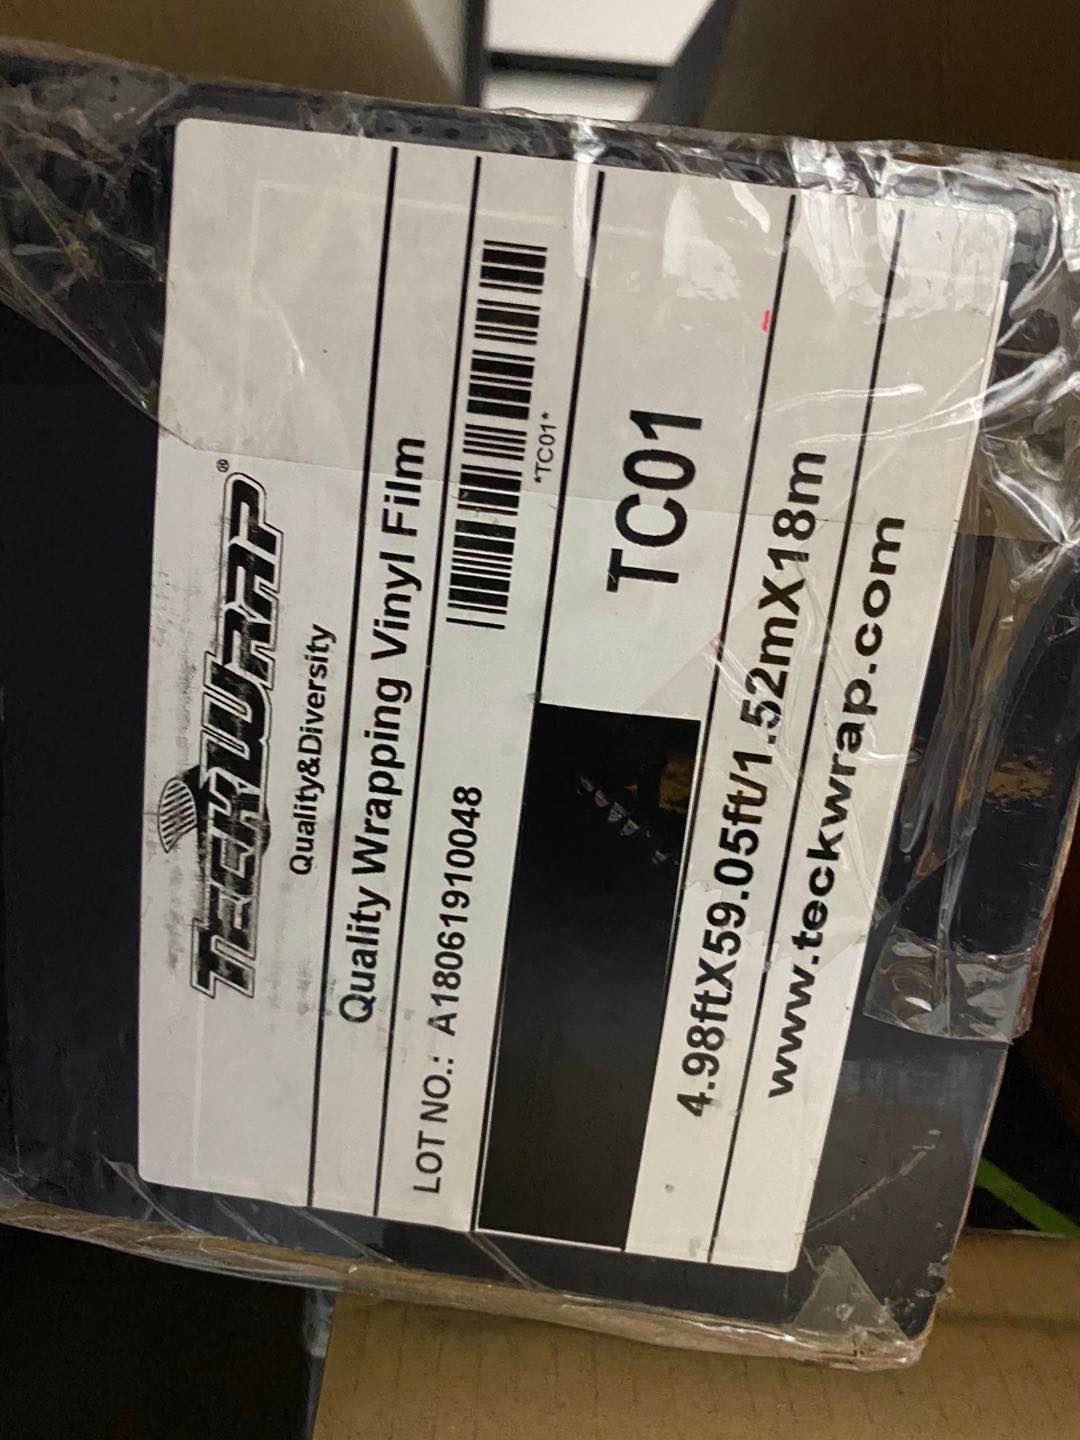 TECKWRAP®
Quality&Diversity
Quality Wrapping Vinyl Film
LOT NO.: A18061910048
*TC01*
TC01
4.98ftX59.05ft/1.52mX18m
www.teckwrap.com